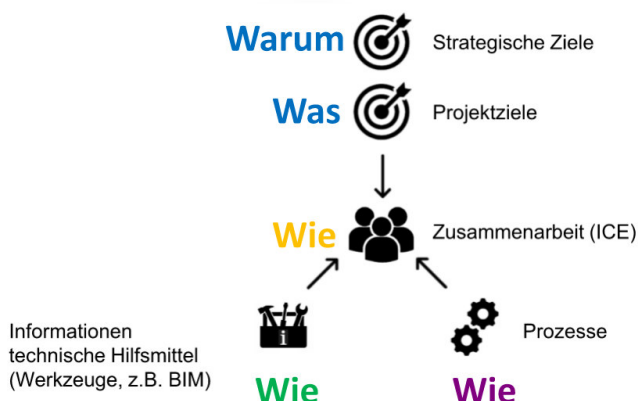 Warum Strategische Ziele
Was Projektziele
Wie Zusammenarbeit (ICE)
Informationen
technische Hilfsmittel
(Werkzeuge, z.B. BIM)
i
Wie
Prozesse
Wie